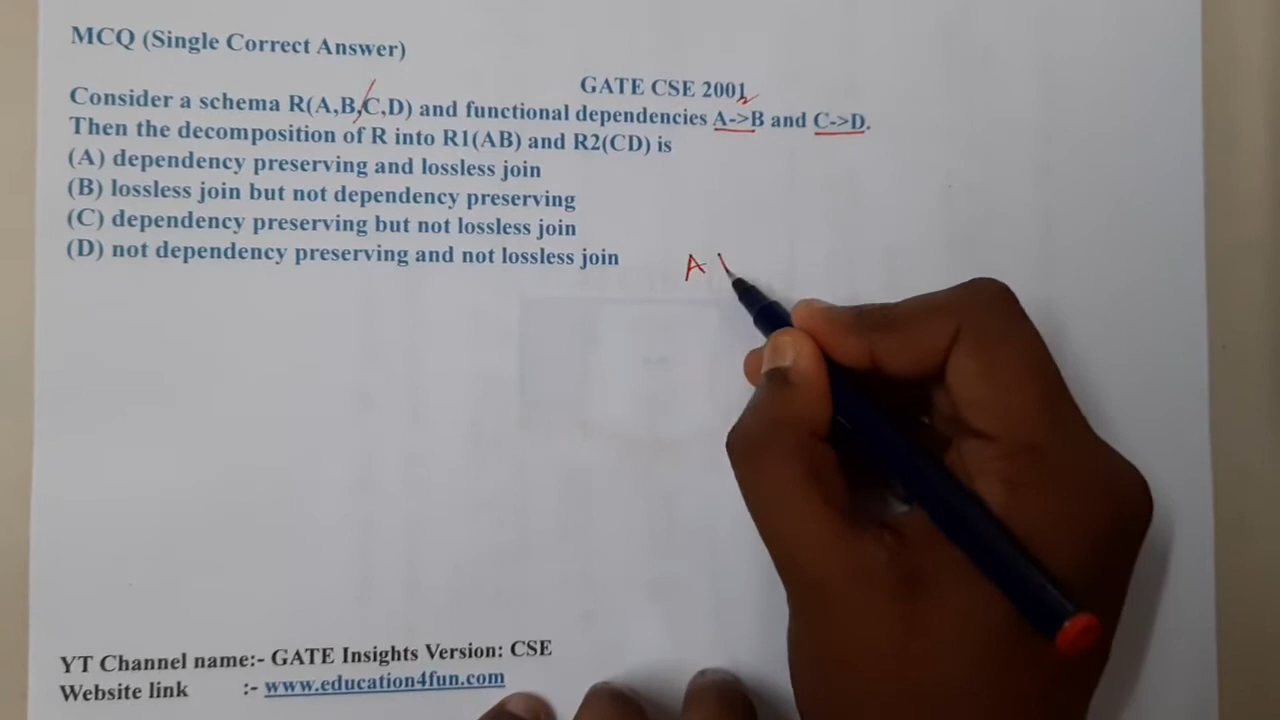 MCQ (Single Correct Answer)
GATE CSE 2001
Consider a schema R(A,B,C,D) and functional dependencies A->B and C->D.
Then the decomposition of R into R1(AB) and R2(CD) is
(A) dependency preserving and lossless join
(B) lossless join but not dependency preserving
(C) dependency preserving but not lossless join
(D) not dependency preserving and not lossless join
A
YT Channel name:- GATE Insights Version: CSE
Website link :- www.education4fun.com